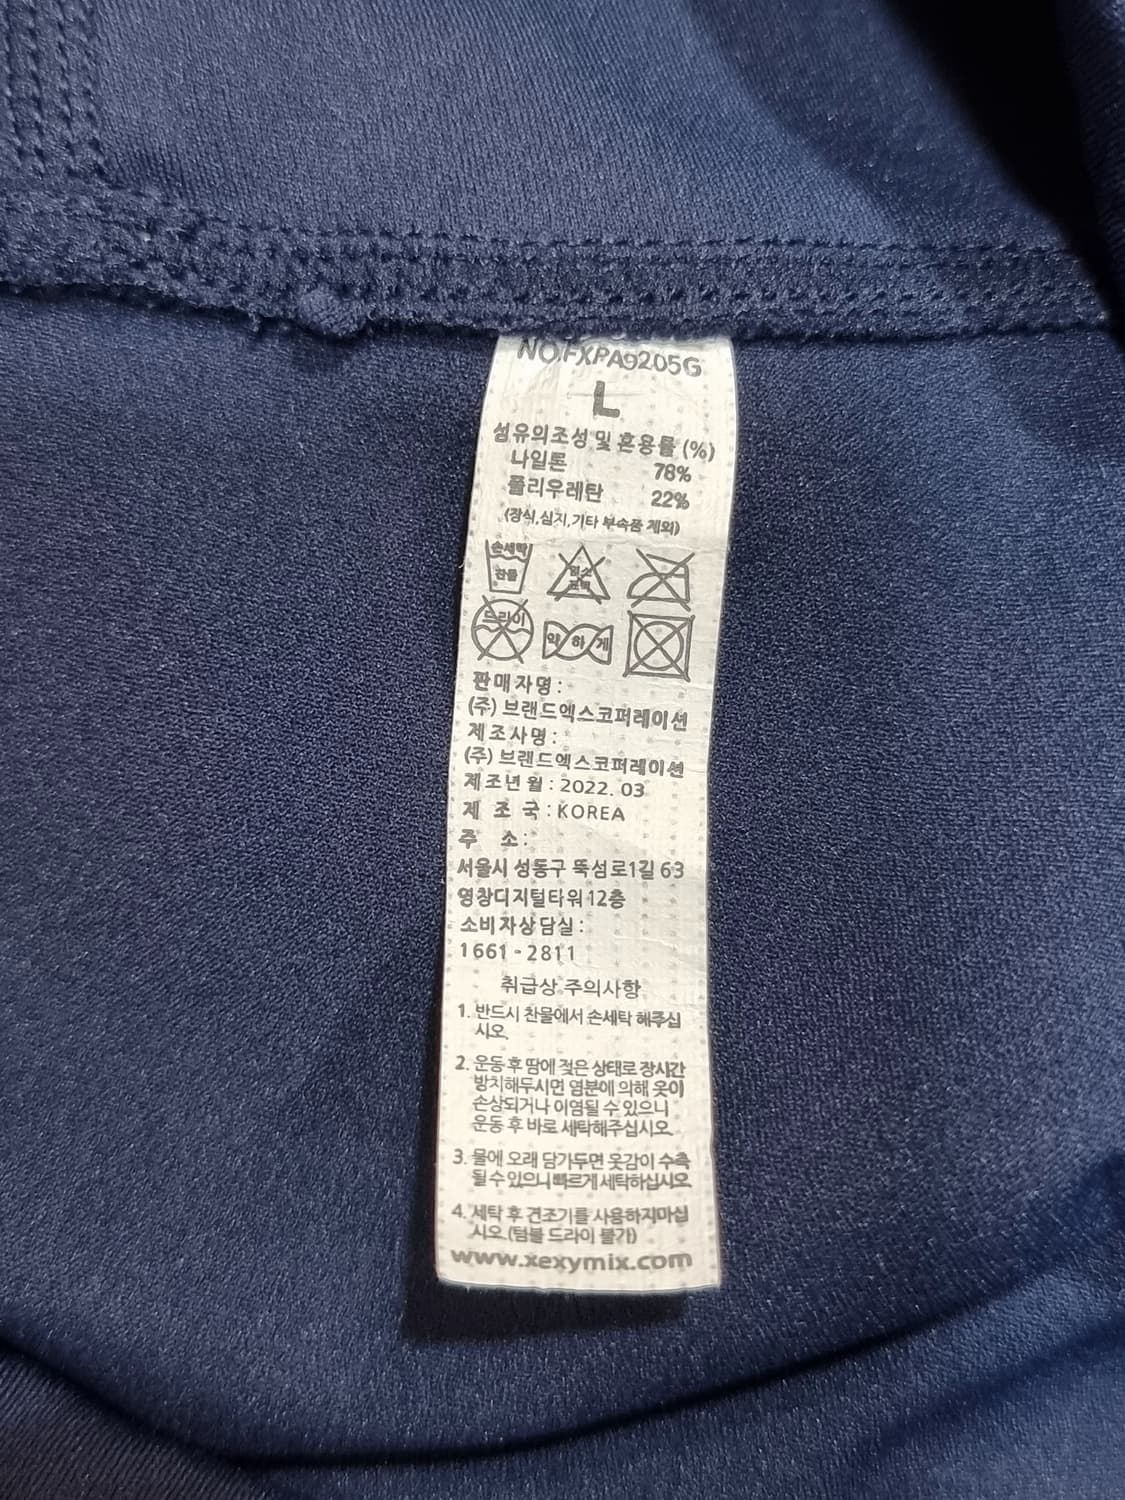 NO.FXPA9205G
L
섬유의조성 및 혼용률 (%)
나일론 78%
폴리우레탄 22%
(장식,심지,기타 부속품 제외)
손세탁
찬물
염소
표백
드라이
약하게
판매자명:
(주) 브랜드엑스코퍼레이션
제조사명:
(주) 브랜드엑스코퍼레이션
제조년월: 2022. 03
제 조 국: KOREA
주 소:
서울시 성동구 뚝섬로1길 63
영창디지털타워 12층
소비자상담실:
1661-2811
취급상 주의사항
1. 반드시 찬물에서 손세탁 해주십
시오.
2. 운동 후 땀에 젖은 상태로 장시간
방치해두시면 염분에 의해 옷이
손상되거나 이염될 수 있으니
운동 후 바로 세탁해주십시오.
3. 물에 오래 담가두면 옷감이 수축
될 수 있으니 빠르게 세탁하십시오
4. 세탁 후 건조기를 사용하지마십
시오.(텀블 드라이 불가)
www.xexymix.com